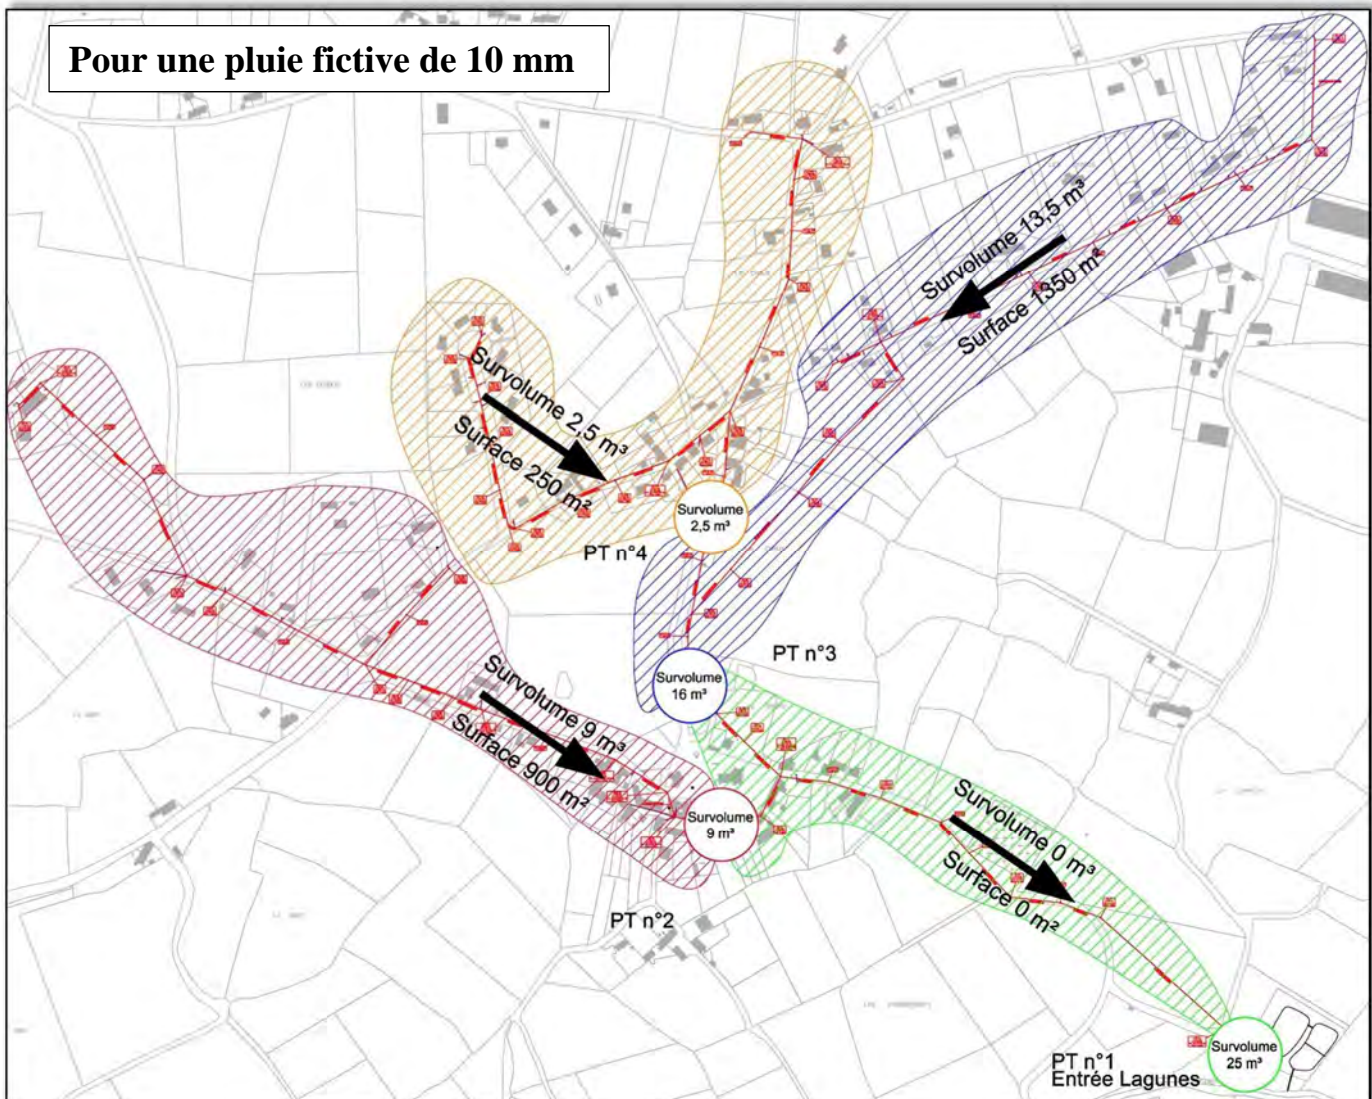 Pour une pluie fictive de 10 mm
Survolume 13,5 m³
Surface 1350 m²
Survolume 2,5 m³
Surface 250 m²
Survolume
2,5 m³
PT n°4
PT n°3
Survolume
16 m³
Survolume 9 m³
Surface 900 m²
Survolume
9 m³
PT n°2
Survolume 0 m³
Surface 0 m²
PT n°1
Entrée Lagunes
Survolume
25 m³